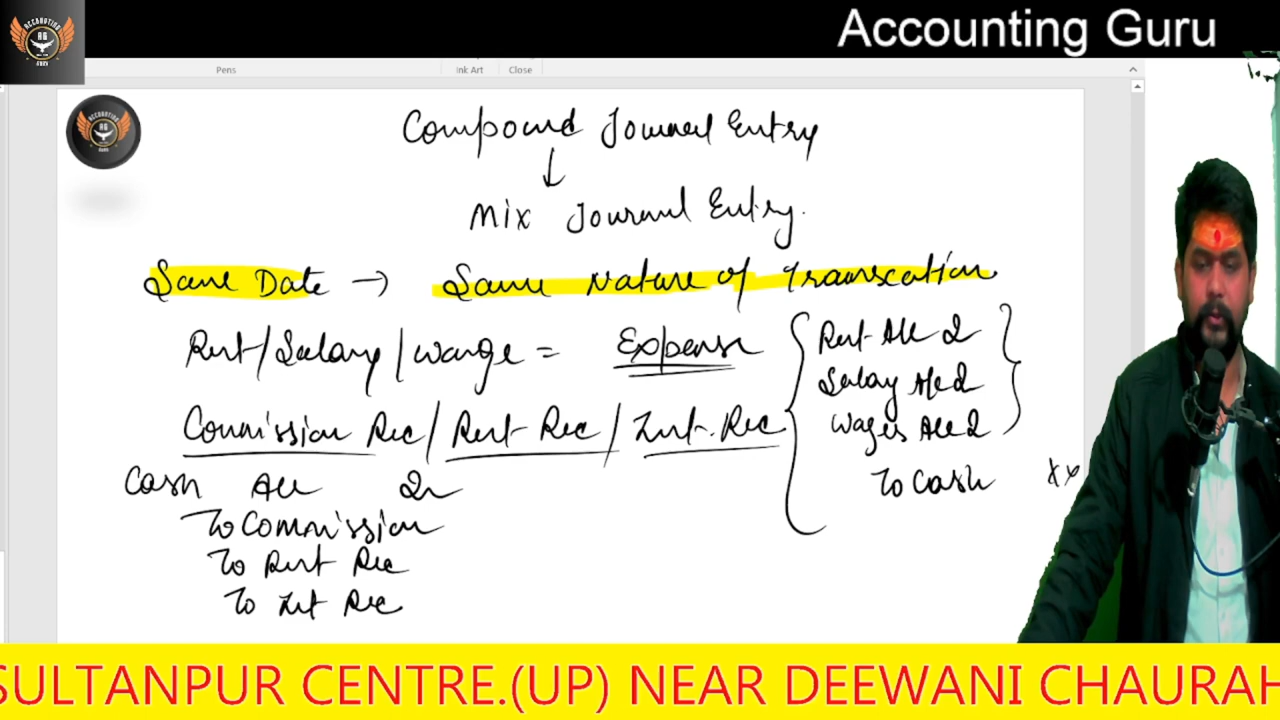 Accounting Guru
Pens
Ink Art
Close
Compound Journal Entry
Mix Journal Entry.
Same Date → Same Nature of Transcation
Rent/Salary/Wage = Expense
Commission Rec/Rent Rec/Int. Rec
Cash A/c Dr
To Commission
To Rent Rec
To Int Rec
Rent A/c Dr
Salary A/c Dr
Wages A/c Dr
To Cash xx
SULTANPUR CENTRE.(UP) NEAR DEEWANI CHAURAH